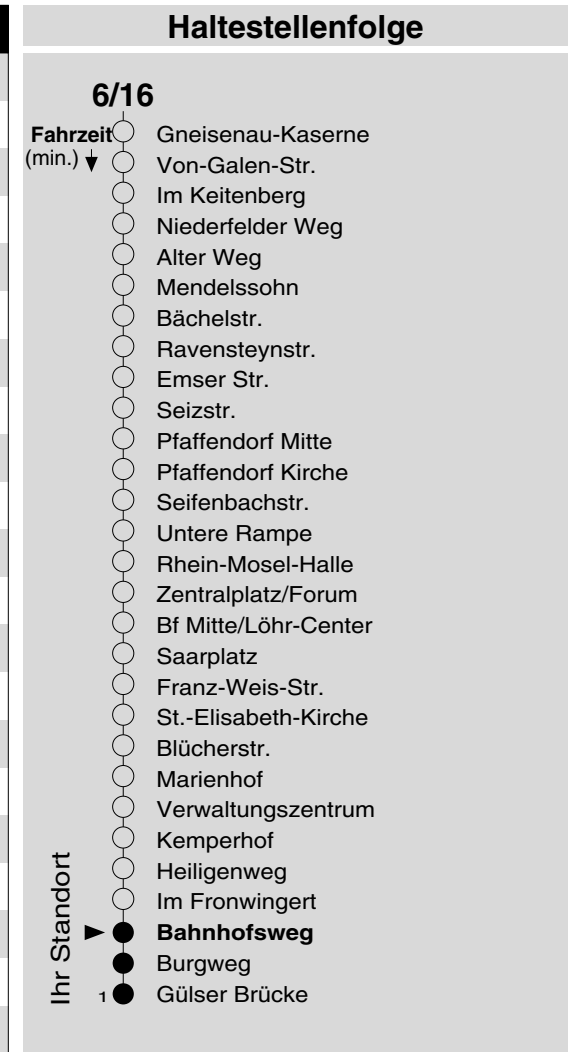 Haltestellenfolge
6/16
Fahrzeit
(min.)
Gneisenau-Kaserne
Von-Galen-Str.
Im Keitenberg
Niederfelder Weg
Alter Weg
Mendelssohn
Bächelstr.
Ravensteynstr.
Emser Str.
Seizstr.
Pfaffendorf Mitte
Pfaffendorf Kirche
Seifenbachstr.
Untere Rampe
Rhein-Mosel-Halle
Zentralplatz/Forum
Bf Mitte/Löhr-Center
Saarplatz
Franz-Weis-Str.
St.-Elisabeth-Kirche
Blücherstr.
Marienhof
Verwaltungszentrum
Kemperhof
Heiligenweg
Im Fronwingert
Ihr Standort
Bahnhofsweg
Burgweg
1 Gülser Brücke